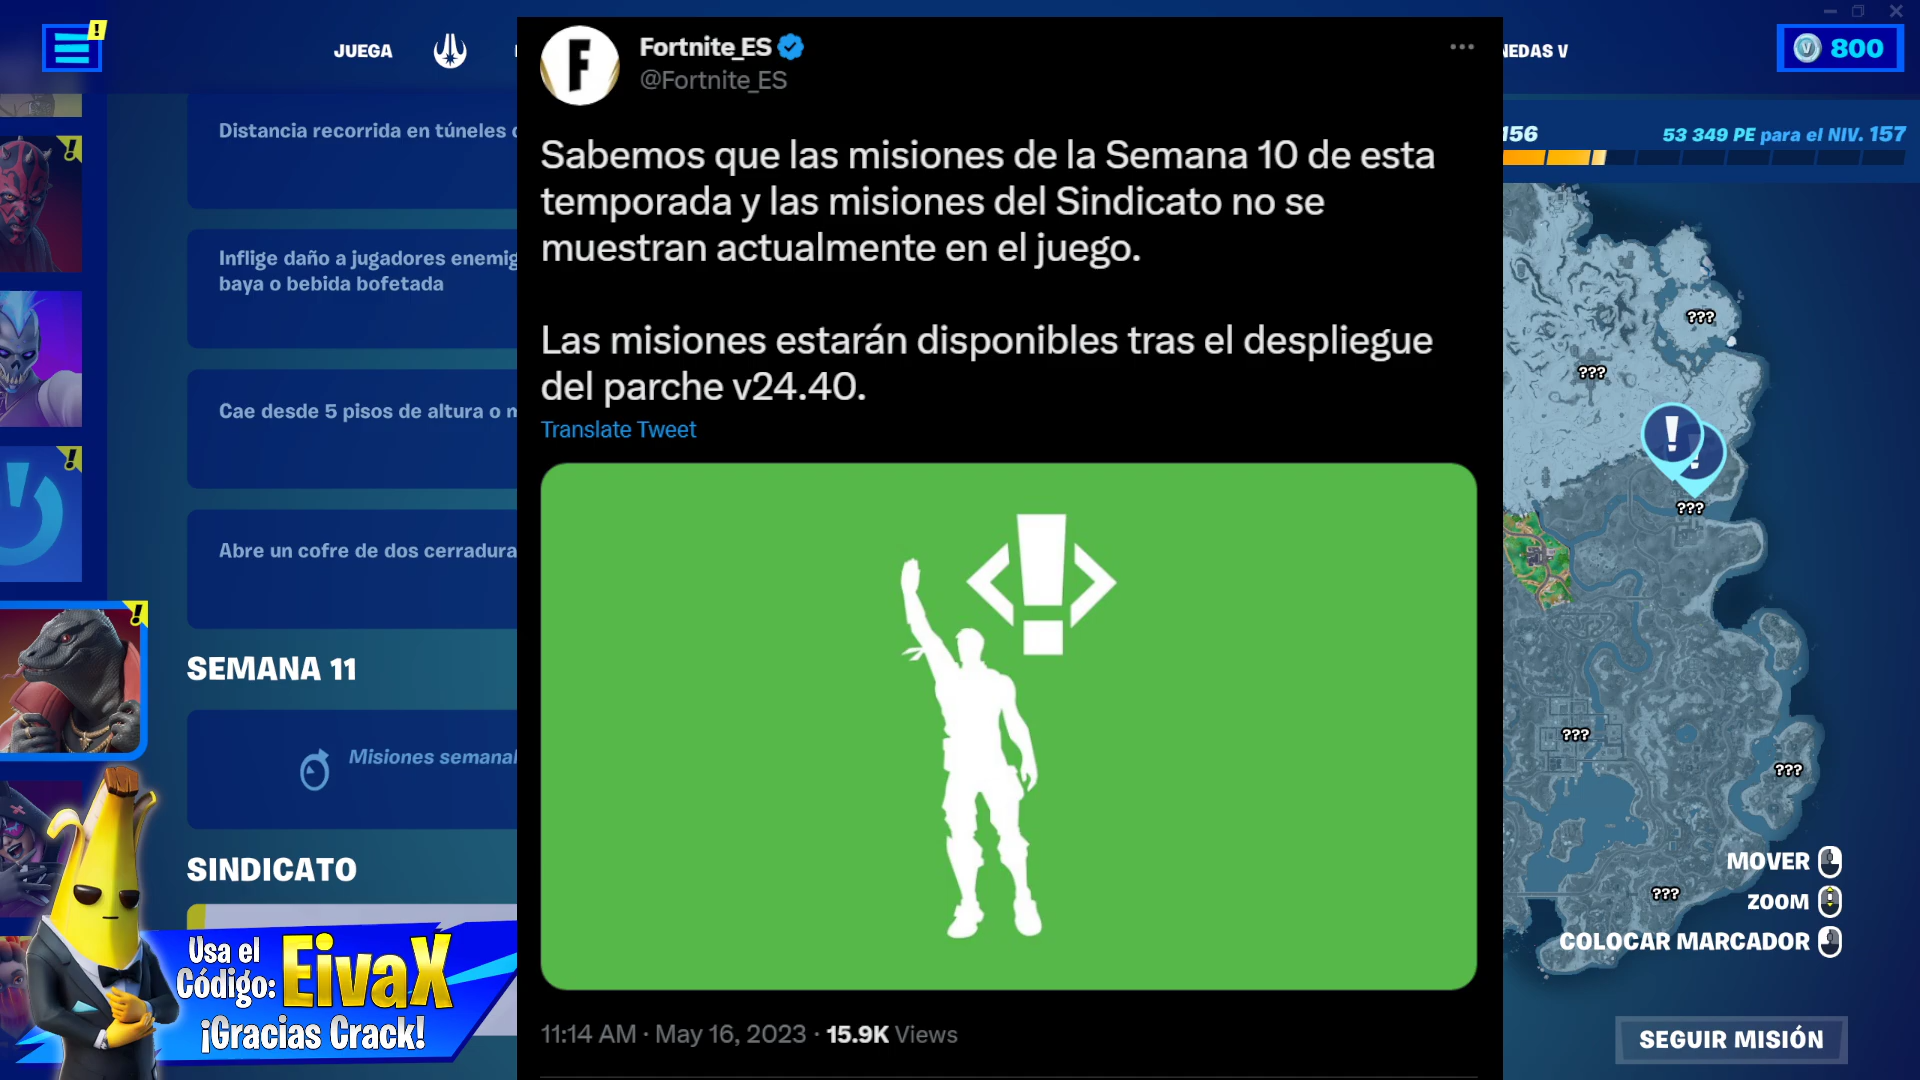 JUEGA
NEDAS V
800
156
53 349 PE para el NIV. 157
Distancia recorrida en túneles
Inflige daño a jugadores enemig
baya o bebida bofetada
Cae desde 5 pisos de altura o
Abre un cofre de dos cerradura
SEMANA 11
Misiones semanal
SINDICATO
Usa el
Código: EivaX
¡Gracias Crack!
Fortnite_ES
@Fortnite_ES
Sabemos que las misiones de la Semana 10 de esta
temporada y las misiones del Sindicato no se
muestran actualmente en el juego.
Las misiones estarán disponibles tras el despliegue
del parche v24.40.
Translate Tweet
11:14 AM · May 16, 2023 · 15.9K Views
???
???
???
???
???
???
MOVER
ZOOM
COLOCAR MARCADOR
SEGUIR MISIÓN